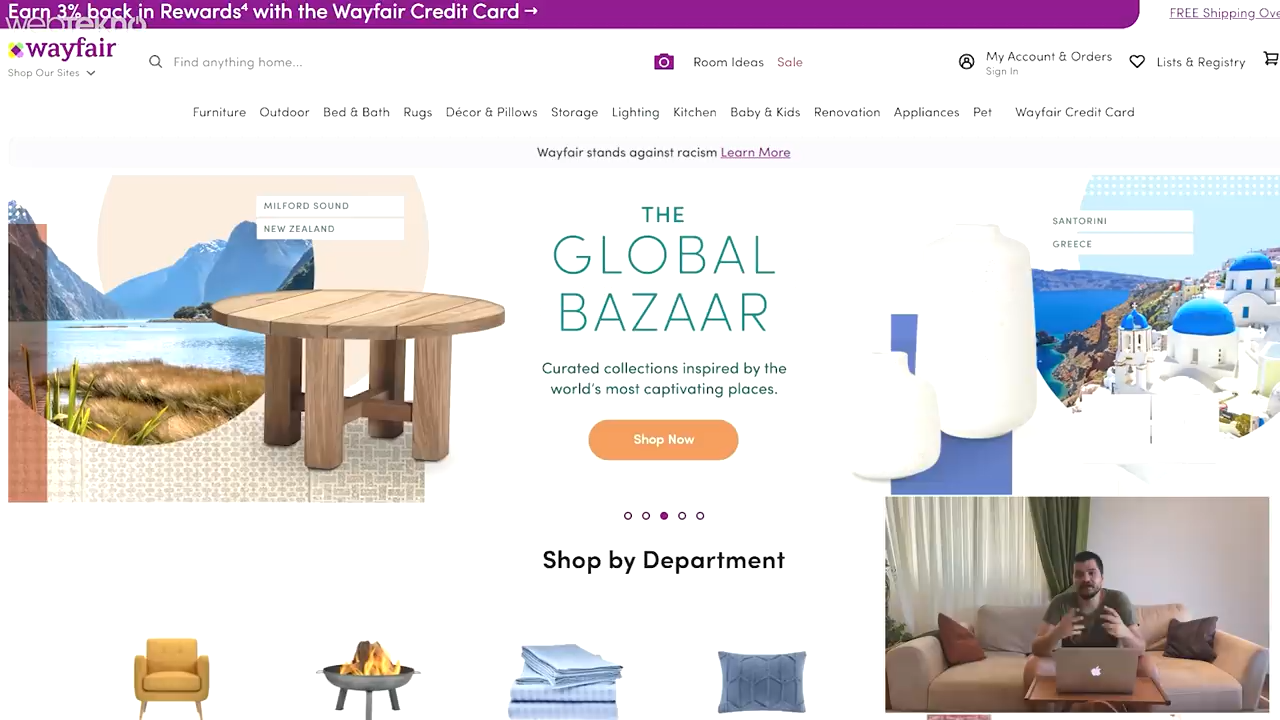 Earn 3% back in Rewards⁴ with the Wayfair Credit Card →
FREE Shipping Ove
webtekno
wayfair
Shop Our Sites
Find anything home...
Room Ideas
Sale
My Account & Orders
Sign In
Lists & Registry
Furniture Outdoor Bed & Bath Rugs Décor & Pillows Storage Lighting Kitchen Baby & Kids Renovation Appliances Pet Wayfair Credit Card
Wayfair stands against racism Learn More
MILFORD SOUND
NEW ZEALAND
THE
GLOBAL
BAZAAR
Curated collections inspired by the
world's most captivating places.
Shop Now
SANTORINI
GREECE
Shop by Department